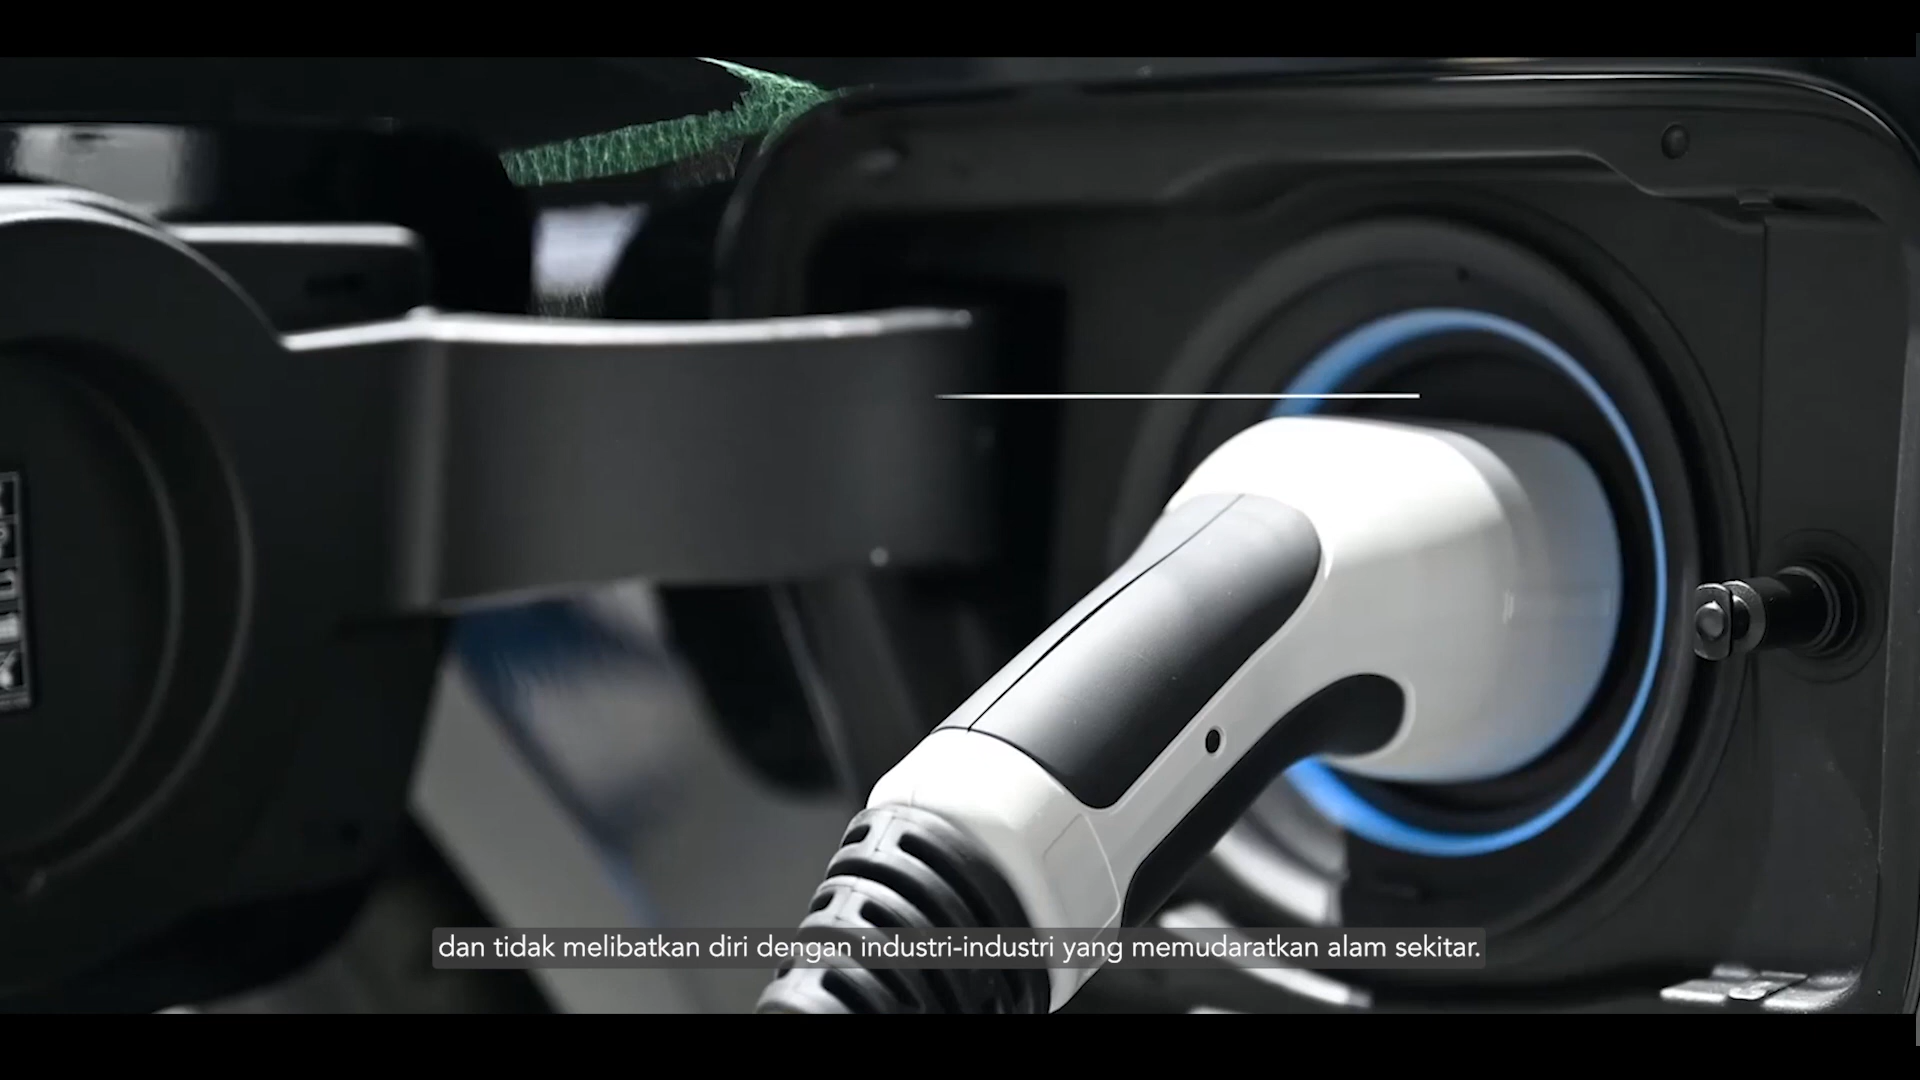 dan tidak melibatkan diri dengan industri-industri yang memudaratkan alam sekitar.